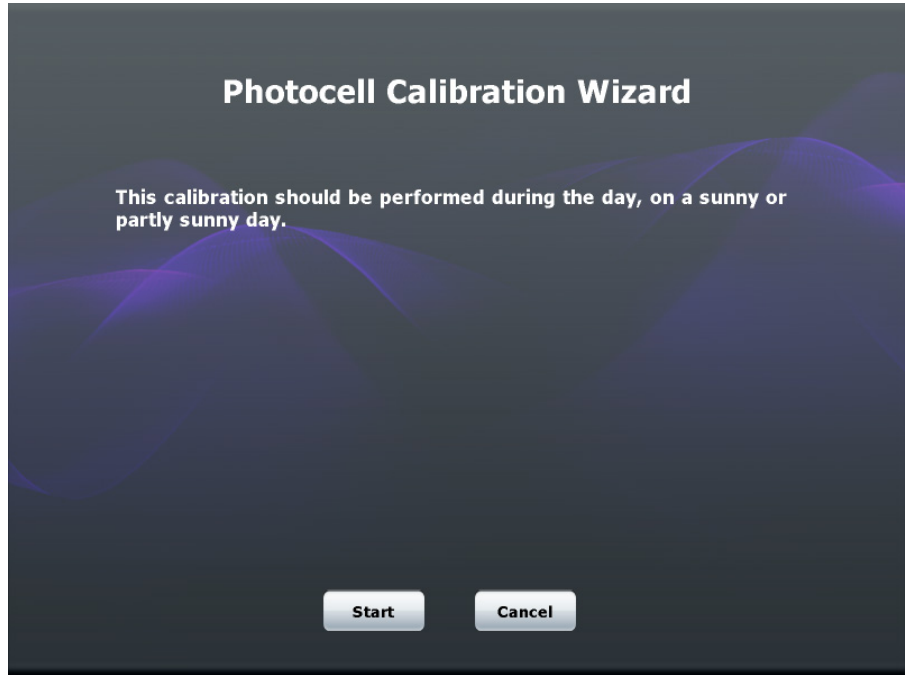 Photocell Calibration Wizard
This calibration should be performed during the day, on a sunny or
partly sunny day.
Start
Cancel